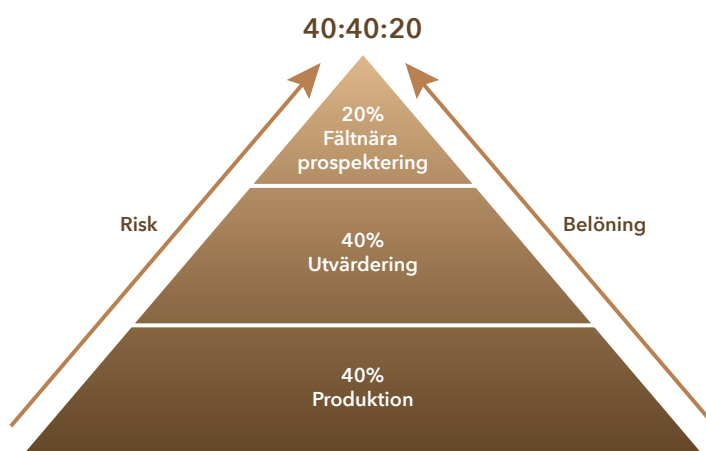 40:40:20
20%
Fältnära
prospektering
Risk
Belöning
40%
Utvärdering
40%
Produktion